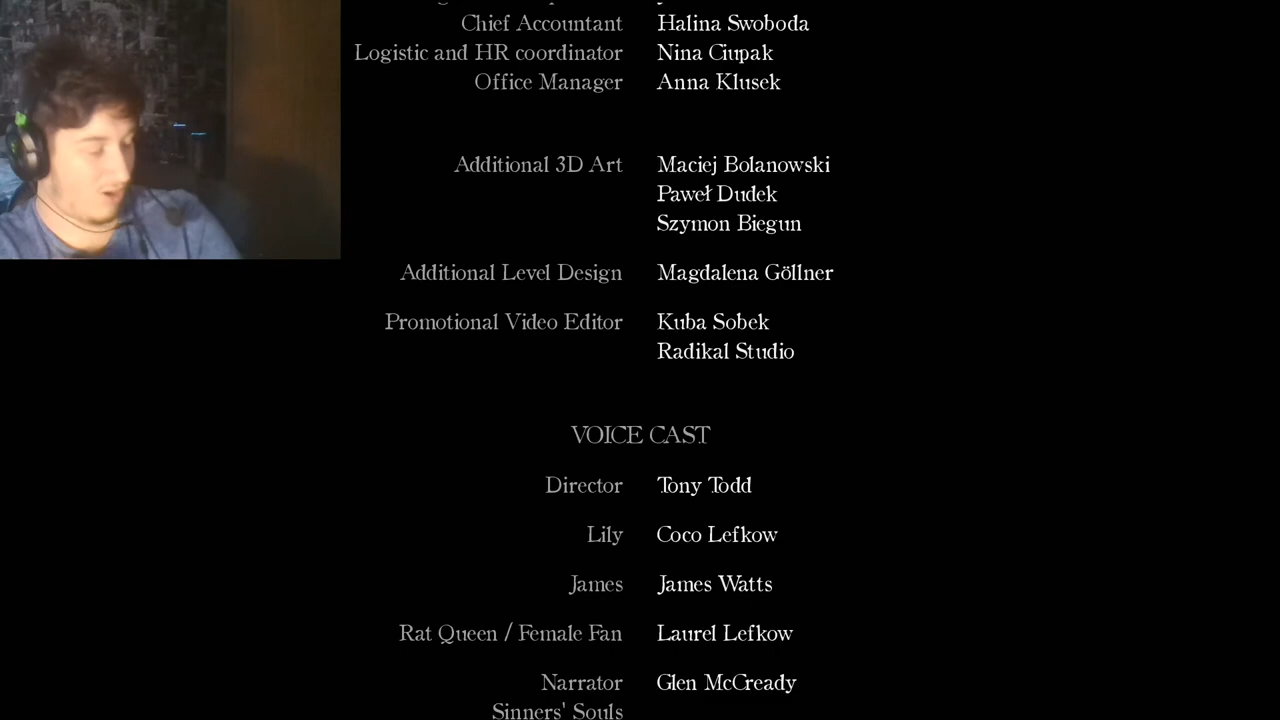 Chief Accountant Halina Swoboda
Logistic and HR coordinator Nina Ciupak
Office Manager Anna Klusek
Additional 3D Art Maciej Bolanowski
Paweł Dudek
Szymon Biegun
Additional Level Design Magdalena Göllner
Promotional Video Editor Kuba Sobek
Radikal Studio
VOICE CAST
Director Tony Todd
Lily Coco Lefkow
James James Watts
Rat Queen / Female Fan Laurel Lefkow
Narrator Glen McCready
Sinners' Souls